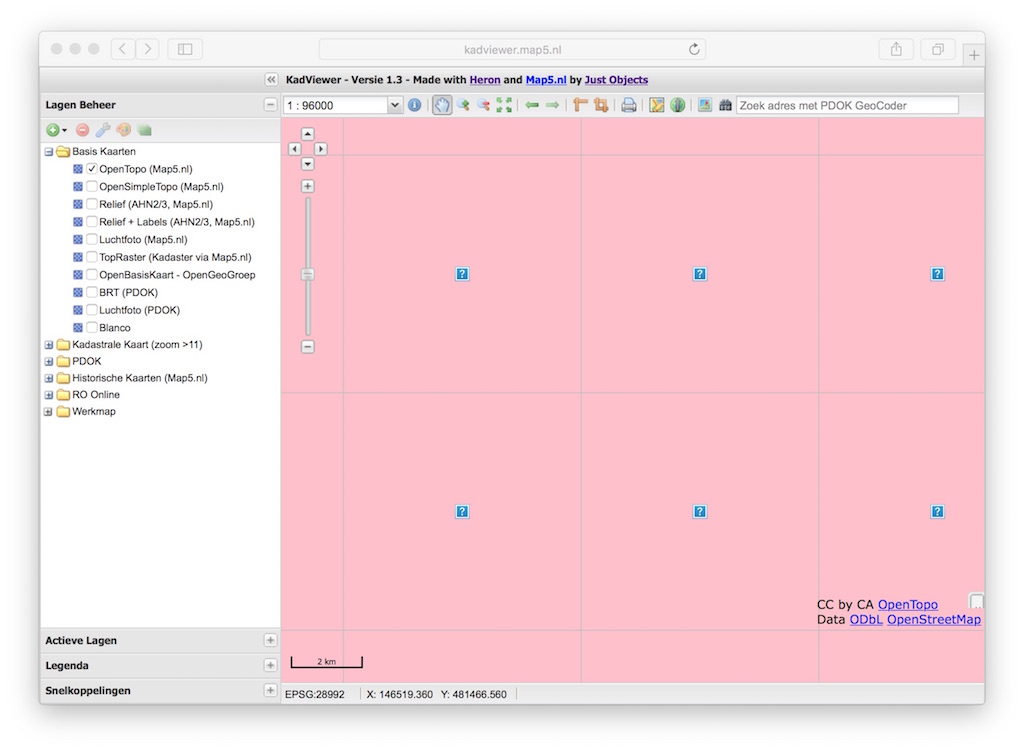 kadviewer.map5.nl
KadViewer - Versie 1.3 - Made with Heron and Map5.nl by Just Objects
Lagen Beheer
1 : 96000
Zoek adres met PDOK GeoCoder
Basis Kaarten
OpenTopo (Map5.nl)
OpenSimpleTopo (Map5.nl)
Relief (AHN2/3, Map5.nl)
Relief + Labels (AHN2/3, Map5.nl)
Luchtfoto (Map5.nl)
TopRaster (Kadaster via Map5.nl)
OpenBasisKaart - OpenGeoGroep
BRT (PDOK)
Luchtfoto (PDOK)
Blanco
Kadastrale Kaart (zoom >11)
PDOK
Historische Kaarten (Map5.nl)
RO Online
Werkmap
? ? ?
? ? ?
CC by CA OpenTopo
Data ODbL OpenStreetMap
...
2 km
Actieve Lagen
Legenda
Snelkoppelingen
EPSG:28992 X: 146519.360 Y: 481466.560